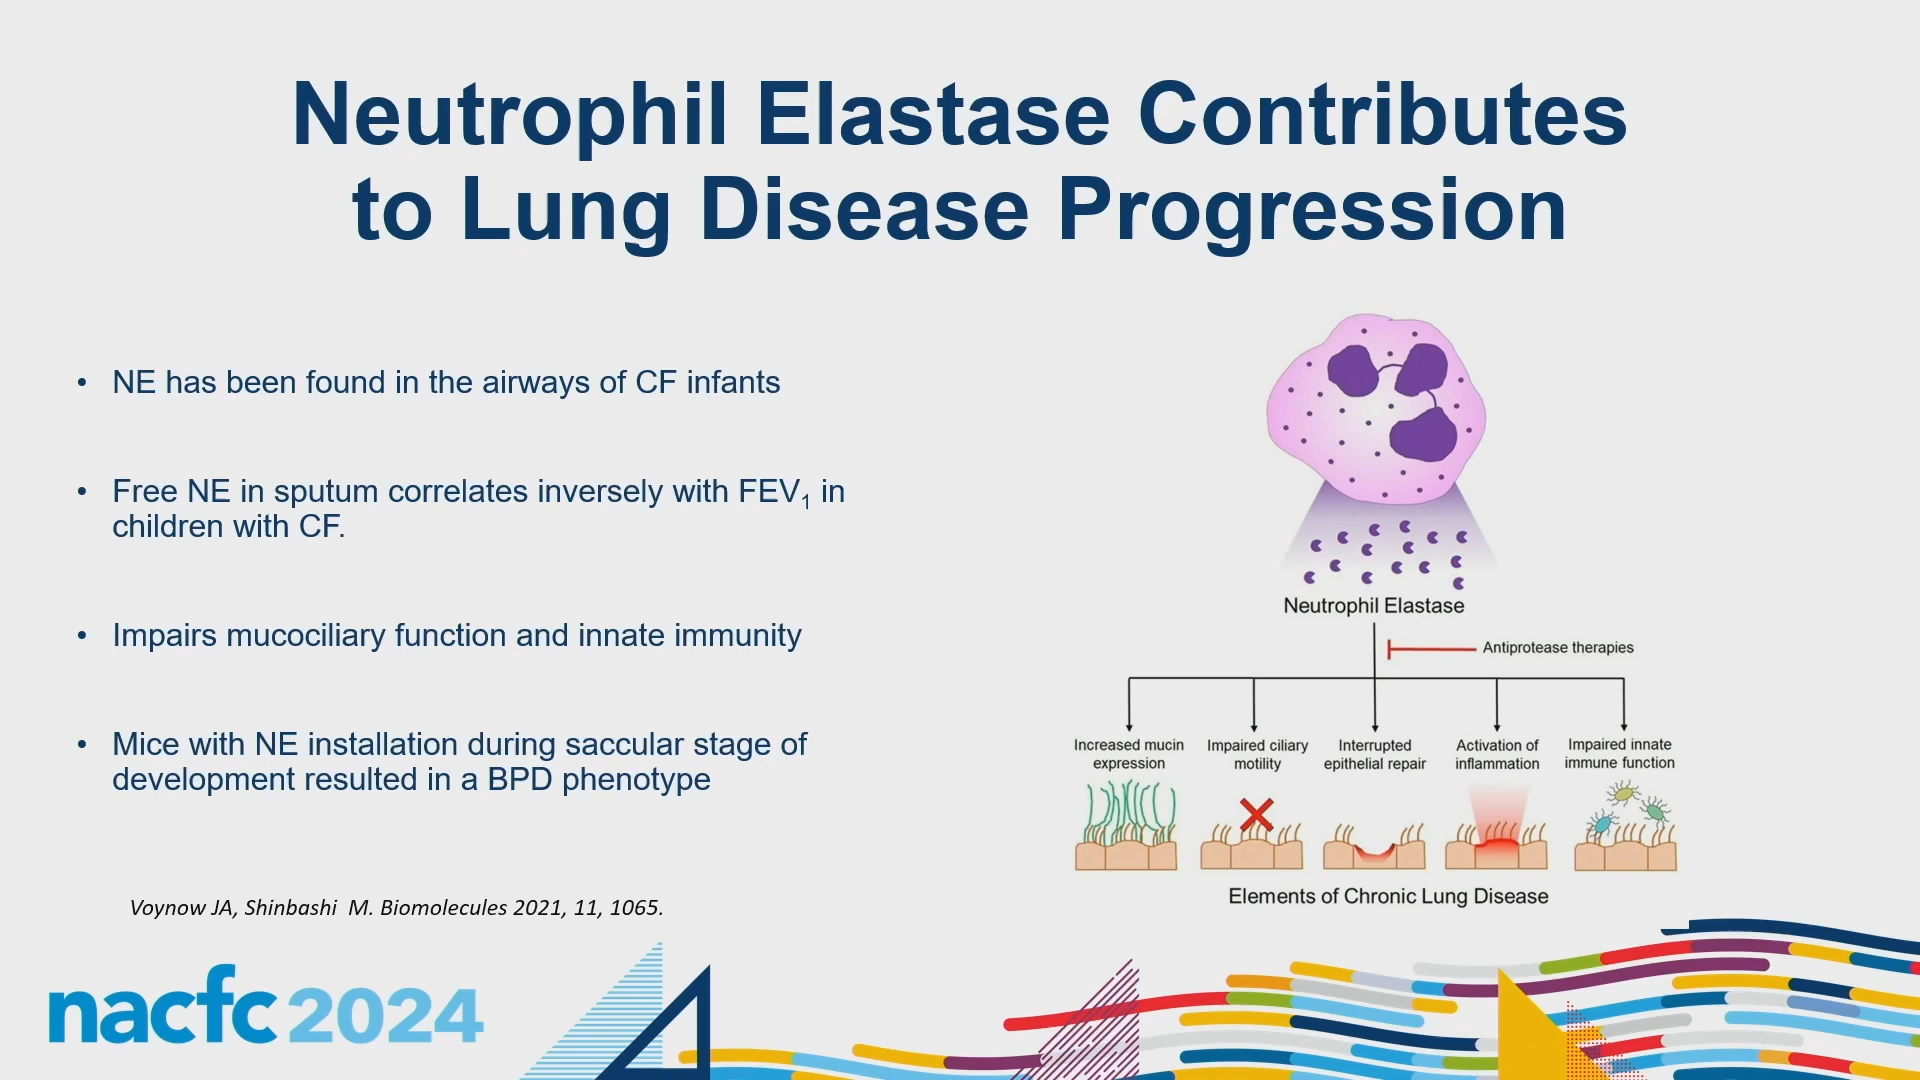 Neutrophil Elastase Contributes
to Lung Disease Progression
• NE has been found in the airways of CF infants
• Free NE in sputum correlates inversely with FEV1 in
children with CF.
• Impairs mucociliary function and innate immunity
• Mice with NE installation during saccular stage of
development resulted in a BPD phenotype
Voynow JA, Shinbashi  M. Biomolecules 2021, 11, 1065.
Neutrophil Elastase
Antiprotease therapies
Increased mucin
expression
Impaired ciliary
motility
Interrupted
epithelial repair
Activation of
inflammation
Impaired innate
immune function
Elements of Chronic Lung Disease
nacfc 2024